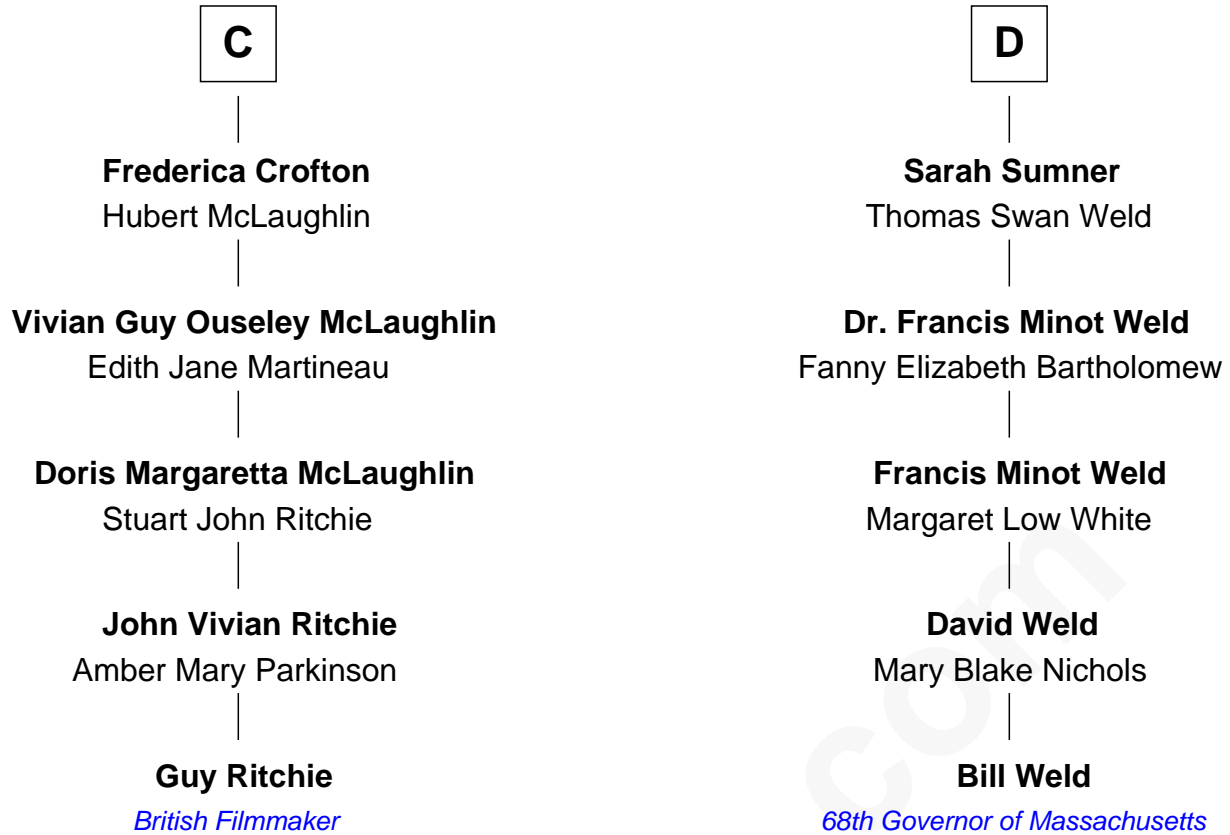 C
Frederica Crofton
Hubert McLaughlin
Vivian Guy Ouseley McLaughlin
Edith Jane Martineau
Doris Margaretta McLaughlin
Stuart John Ritchie
John Vivian Ritchie
Amber Mary Parkinson
Guy Ritchie
British Filmmaker
D
Sarah Sumner
Thomas Swan Weld
Dr. Francis Minot Weld
Fanny Elizabeth Bartholomew
Francis Minot Weld
Margaret Low White
David Weld
Mary Blake Nichols
Bill Weld
68th Governor of Massachusetts
com